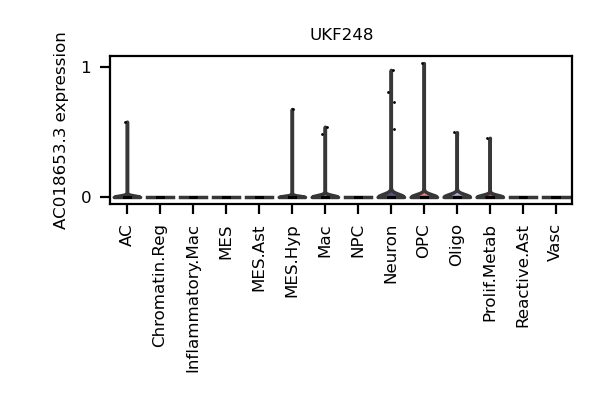 UKF248
AC018653.3 expression
1
0
AC
Chromatin.Reg
Inflammatory.Mac
MES
MES.Ast
MES.Hyp
Mac
NPC
Neuron
OPC
Oligo
Prolif.Metab
Reactive.Ast
Vasc